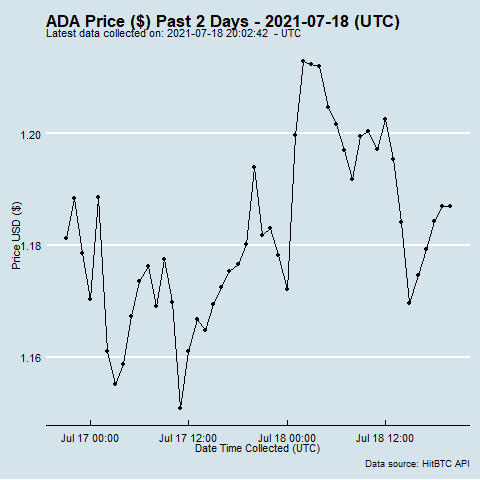 ADA Price ($) Past 2 Days - 2021-07-18 (UTC)
Latest data collected on: 2021-07-18 20:02:42 - UTC
1.20
1.18
1.16
Price USD ($)
Jul 17 00:00 Jul 17 12:00 Jul 18 00:00 Jul 18 12:00
Date Time Collected (UTC)
Data source: HitBTC API